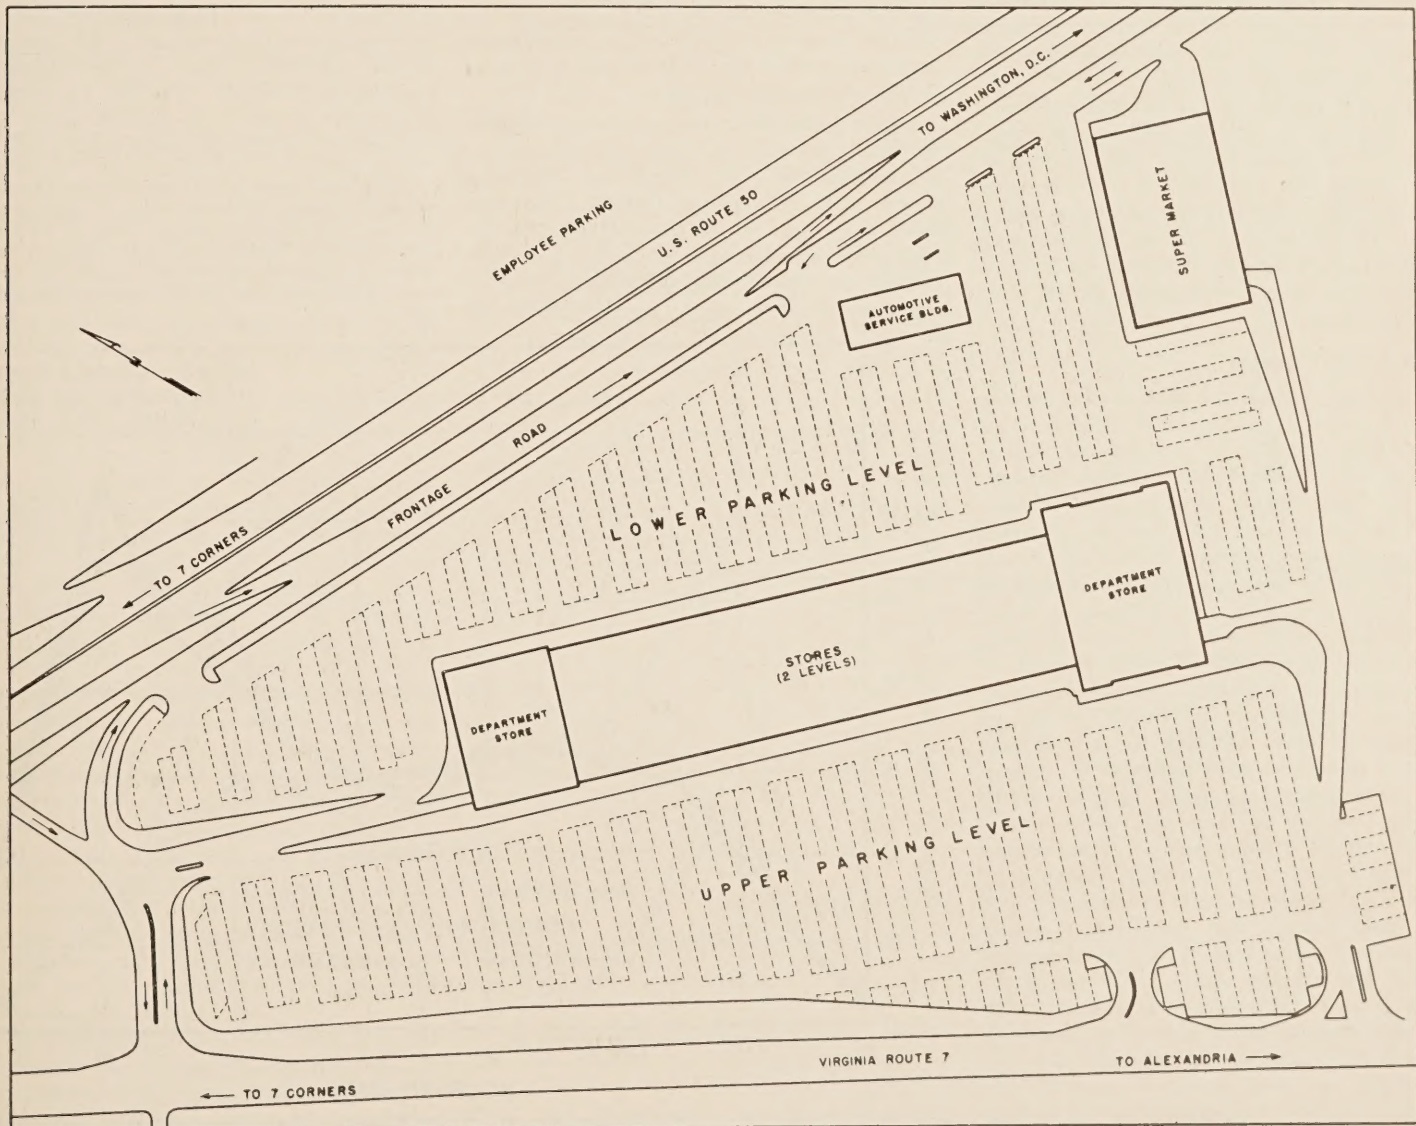 TO WASHINGTON, D.C.
EMPLOYEE PARKING
U.S. ROUTE 50
SUPER MARKET
AUTOMOTIVE
SERVICE BLDG.
FRONTAGE ROAD
LOWER PARKING LEVEL
TO 7 CORNERS
DEPARTMENT
STORE
STORES
(2 LEVELS)
DEPARTMENT
STORE
UPPER PARKING LEVEL
VIRGINIA ROUTE 7
TO ALEXANDRIA
TO 7 CORNERS